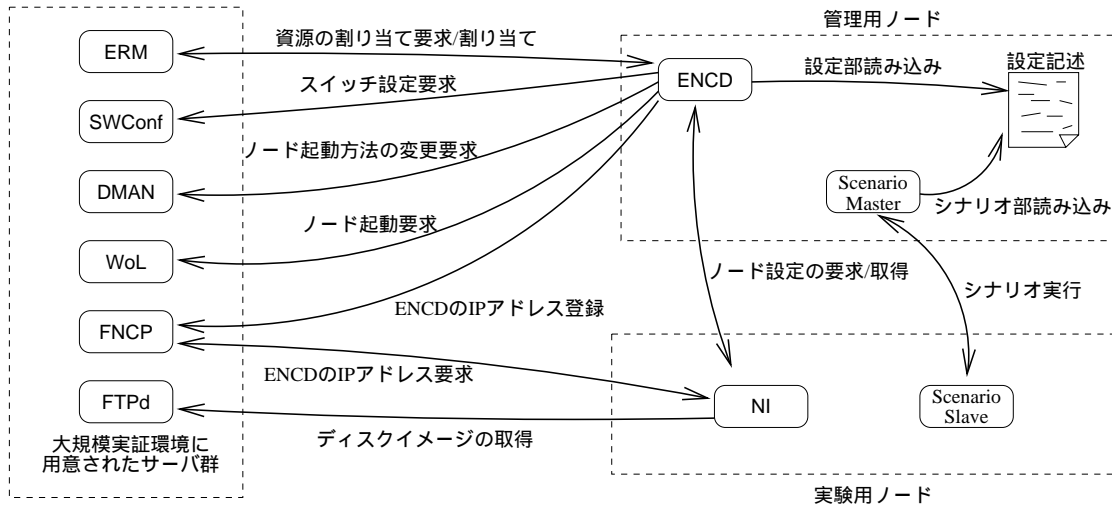 管理用ノード
ERM
資源の割り当て要求/割り当て
ENCD
設定部読み込み
設定記述
スイッチ設定要求
SWConf
ノード起動方法の変更要求
DMAN
Scenario
Master
シナリオ部読み込み
ノード起動要求
WoL
ノード設定の要求/取得
シナリオ実行
ENCDのIPアドレス登録
FNCP
ENCDのIPアドレス要求
NI
Scenario
Slave
FTPd
ディスクイメージの取得
大規模実証環境に
用意されたサーバ群
実験用ノード